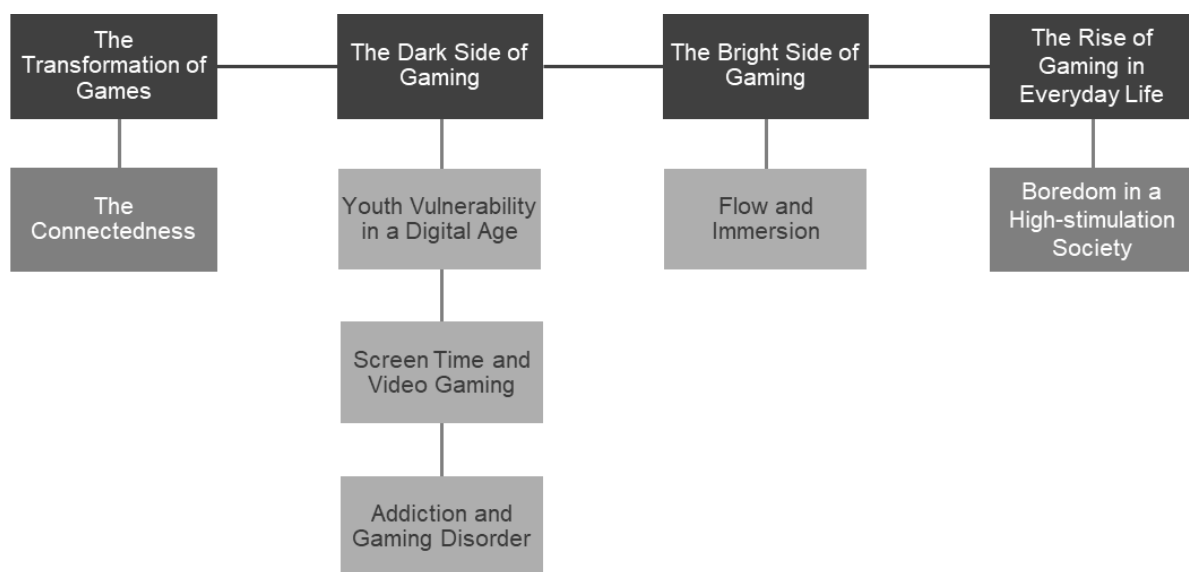 The
Transformation of
Games
The Dark Side of
Gaming
The Bright Side of
Gaming
The Rise of
Gaming in
Everyday Life
The
Connectedness
Youth Vulnerability
in a Digital Age
Flow and
Immersion
Boredom in a
High-stimulation
Society
Screen Time and
Video Gaming
Addiction and
Gaming Disorder